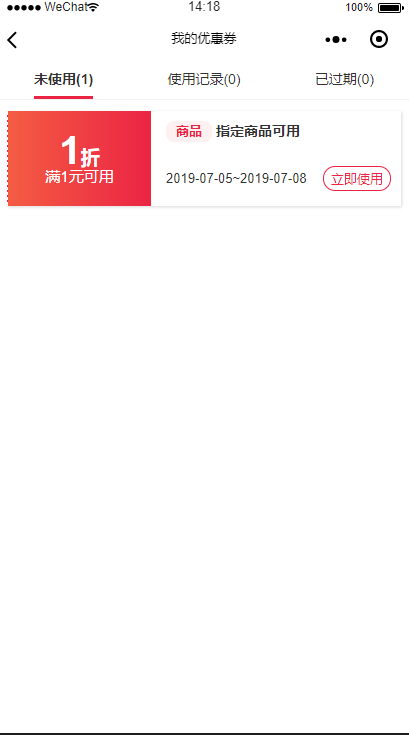 WeChat 14:18 100%
我的优惠券
未使用(1) 使用记录(0) 已过期(0)
1折
满1元可用
商品 指定商品可用
2019-07-05~2019-07-08 立即使用